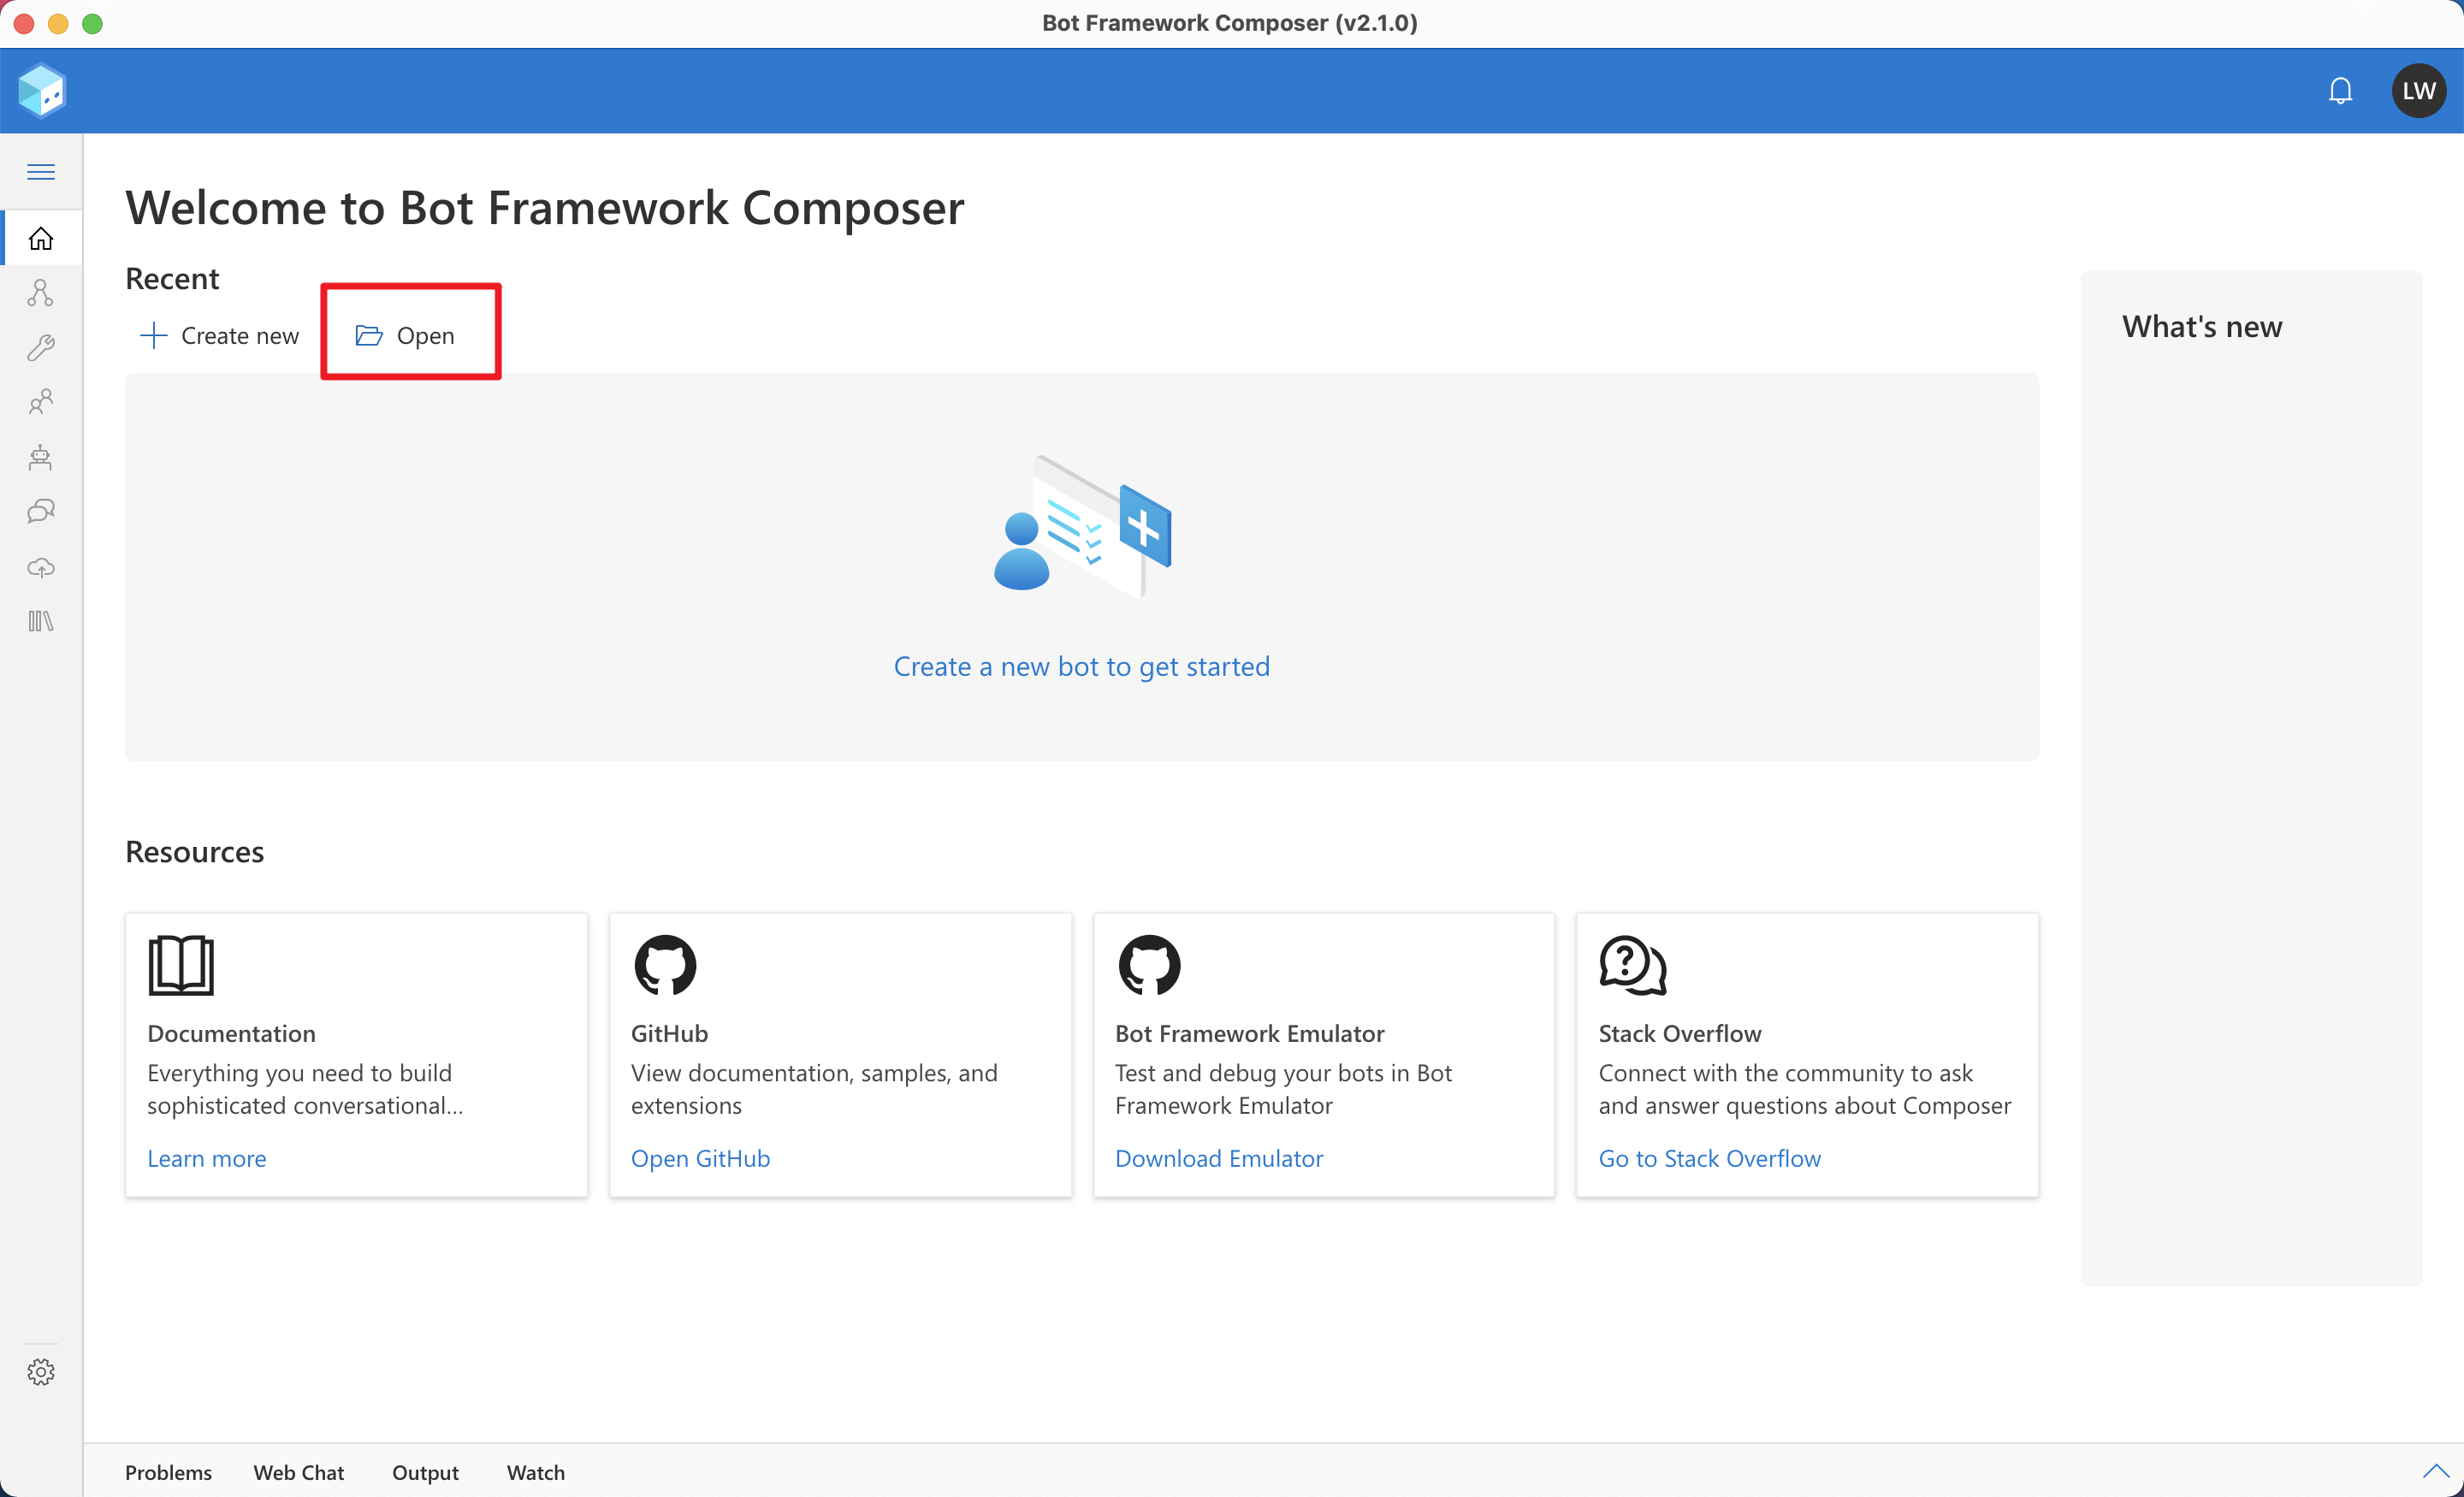 Bot Framework Composer (v2.1.0)
LW
Welcome to Bot Framework Composer
Recent
Create new
Open
What's new
Create a new bot to get started
Resources
Documentation
Everything you need to build
sophisticated conversational...
Learn more
GitHub
View documentation, samples, and
extensions
Open GitHub
Bot Framework Emulator
Test and debug your bots in Bot
Framework Emulator
Download Emulator
Stack Overflow
Connect with the community to ask
and answer questions about Composer
Go to Stack Overflow
Problems
Web Chat
Output
Watch